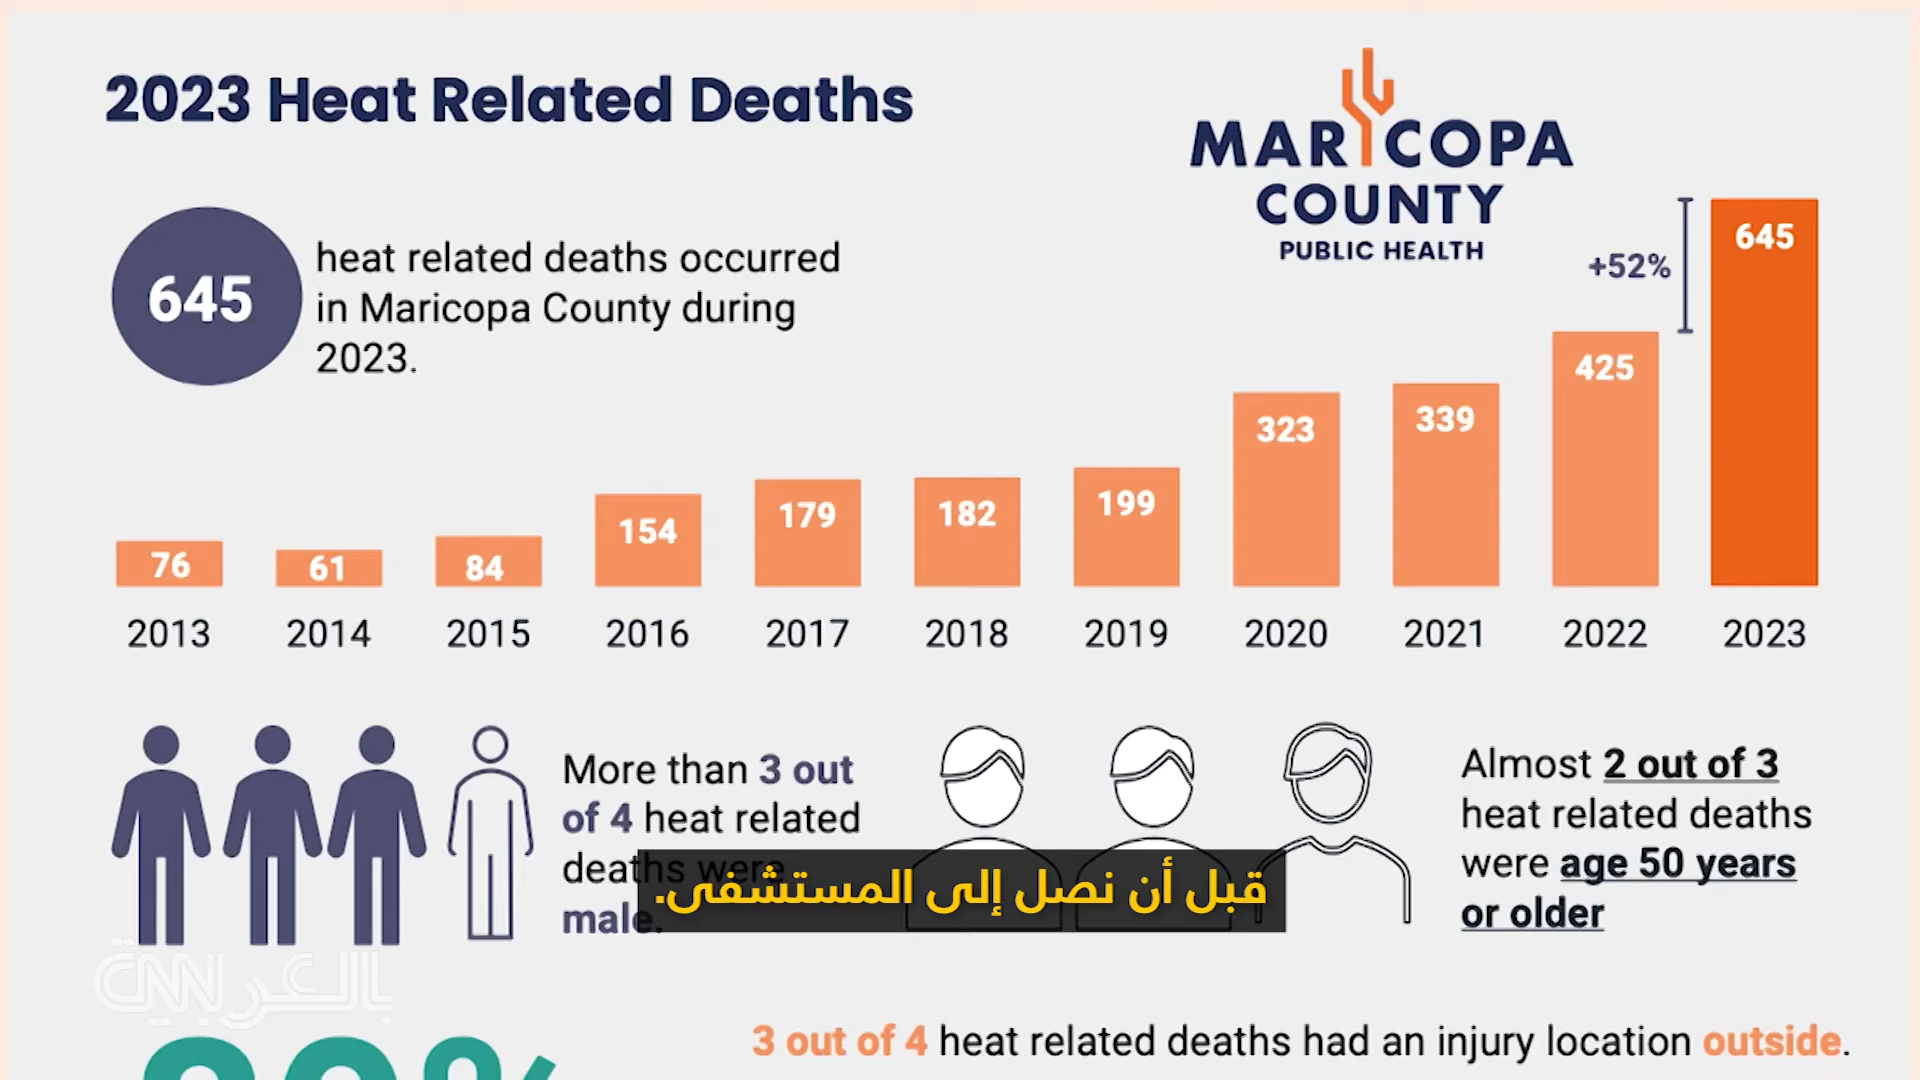 2023 Heat Related Deaths
MARICOPA
COUNTY
PUBLIC HEALTH
645
heat related deaths occurred
in Maricopa County during
2023.
+52%
76
61
84
154
179
182
199
323
339
425
645
2013
2014
2015
2016
2017
2018
2019
2020
2021
2022
2023
More than 3 out
of 4 heat related
deaths were
male.
Almost 2 out of 3
heat related deaths
were age 50 years
or older
قبل أن نصل إلى المستشفى.
CNN بالعربية
3 out of 4 heat related deaths had an injury location outside.